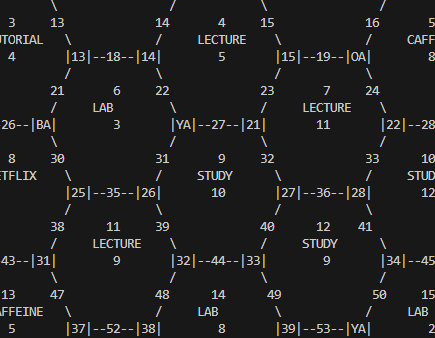 \ / \ /
3 13 14 4 15 16 5
UTORIAL \ / LECTURE \ / CAFF
4 |13|--18--|14| 5 |15|--19--|OA| 8
/ \ / \
21 6 22 23 7 24
/ LAB \ / LECTURE \
26--|BA| 3 |YA|--27--|21| 11 |22|--28
\ / \ /
8 30 31 9 32 33 10
ETFLIX \ / STUDY \ / STUD
|25|--35--|26| 10 |27|--36--|28| 12
/ \ / \
38 11 39 40 12 41
/ LECTURE \ / STUDY \
43--|31| 9 |32|--44--|33| 9 |34|--45
\ / \ /
13 47 48 14 49 50 15
AFFEINE \ / LAB \ / LAB
5 |37|--52--|38| 8 |39|--53--|YA| 2